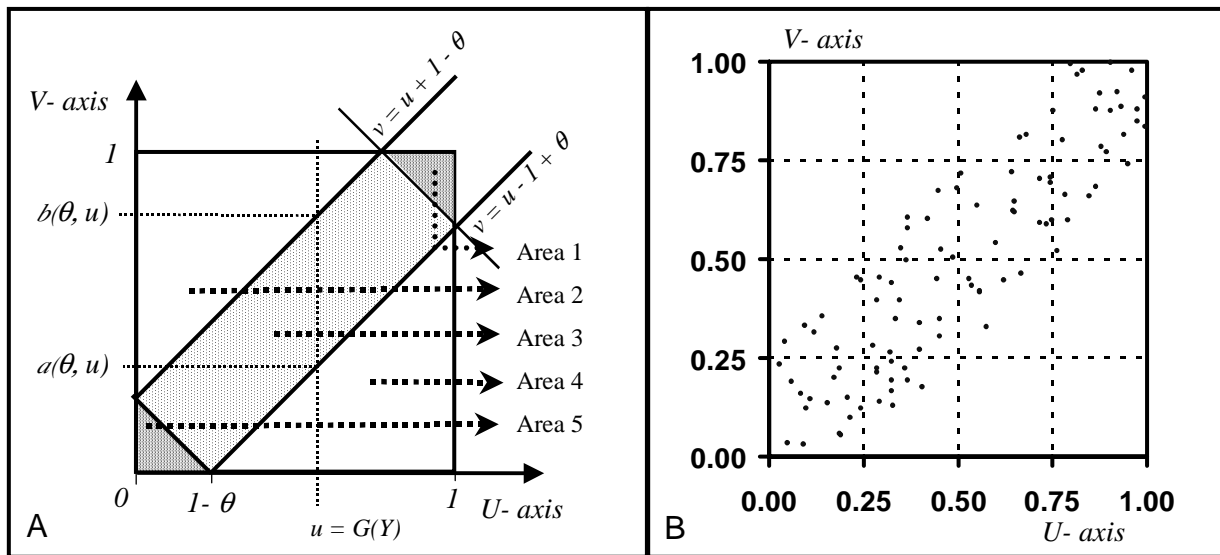 V- axis
1
b(θ, u)
a(θ, u)
v = u + 1 - θ
v = u - 1 + θ
Area 1
Area 2
Area 3
Area 4
Area 5
0
1- θ
1
U- axis
u = G(Y)
A
V- axis
1.00
0.75
0.50
0.25
0.00
0.00 0.25 0.50 0.75 1.00
U- axis
B